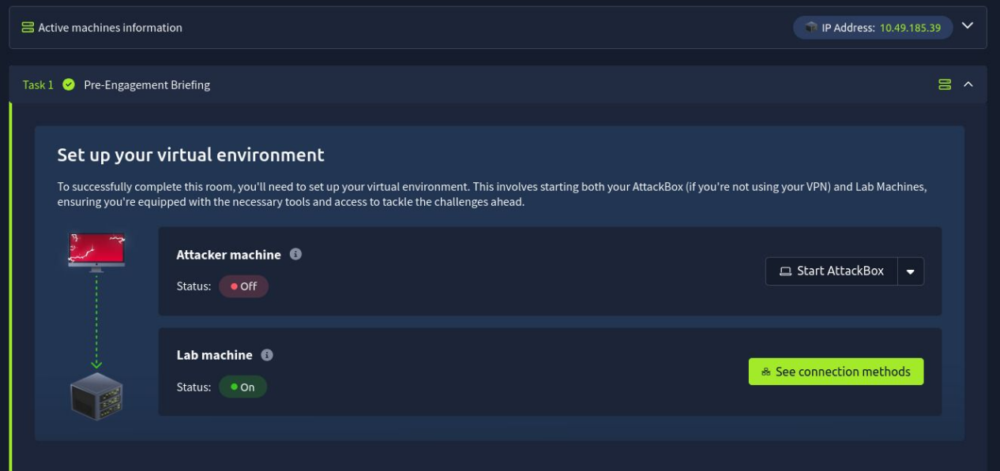 Active machines information
IP Address: 10.49.185.39
Task 1
Pre-Engagement Briefing
Set up your virtual environment
To successfully complete this room, you'll need to set up your virtual environment. This involves starting both your AttackBox (if you're not using your VPN) and Lab Machines,
ensuring you're equipped with the necessary tools and access to tackle the challenges ahead.
Attacker machine
Status: Off
Start AttackBox
Lab machine
Status: On
See connection methods